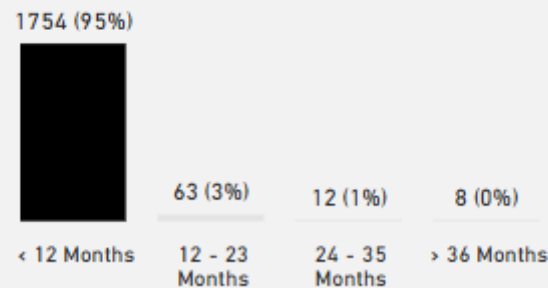 1754 (95%)
63 (3%)
12 (1%)
8 (0%)
< 12 Months
12 - 23
Months
24 - 35
Months
> 36 Months